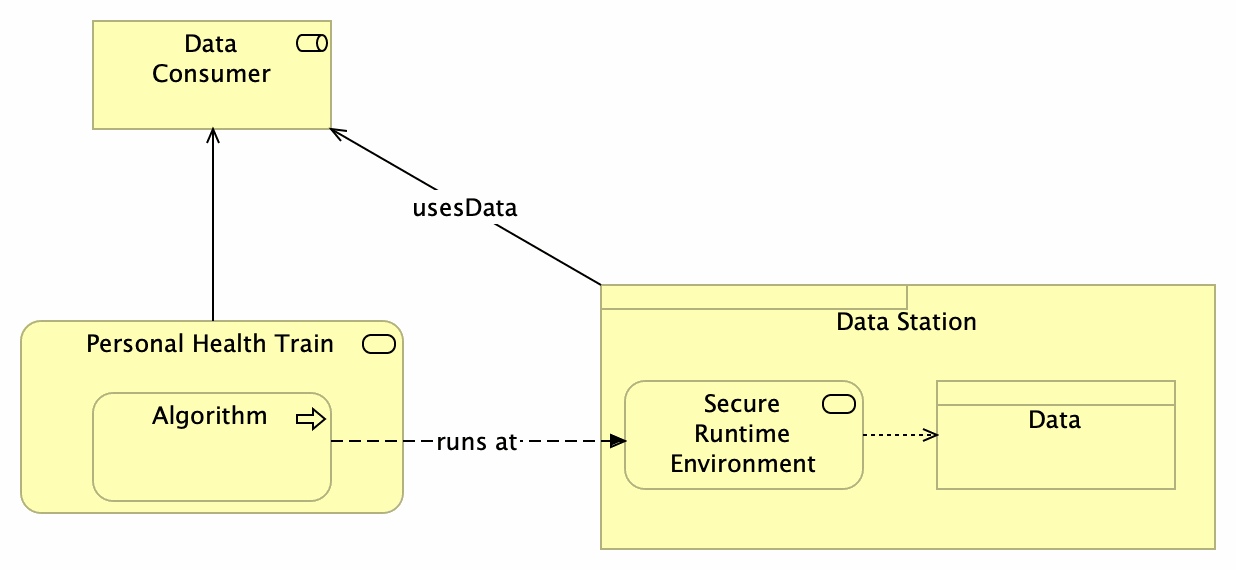 Data
Consumer
usesData
Personal Health Train
Algorithm
runs at
Data Station
Secure
Runtime
Environment
Data